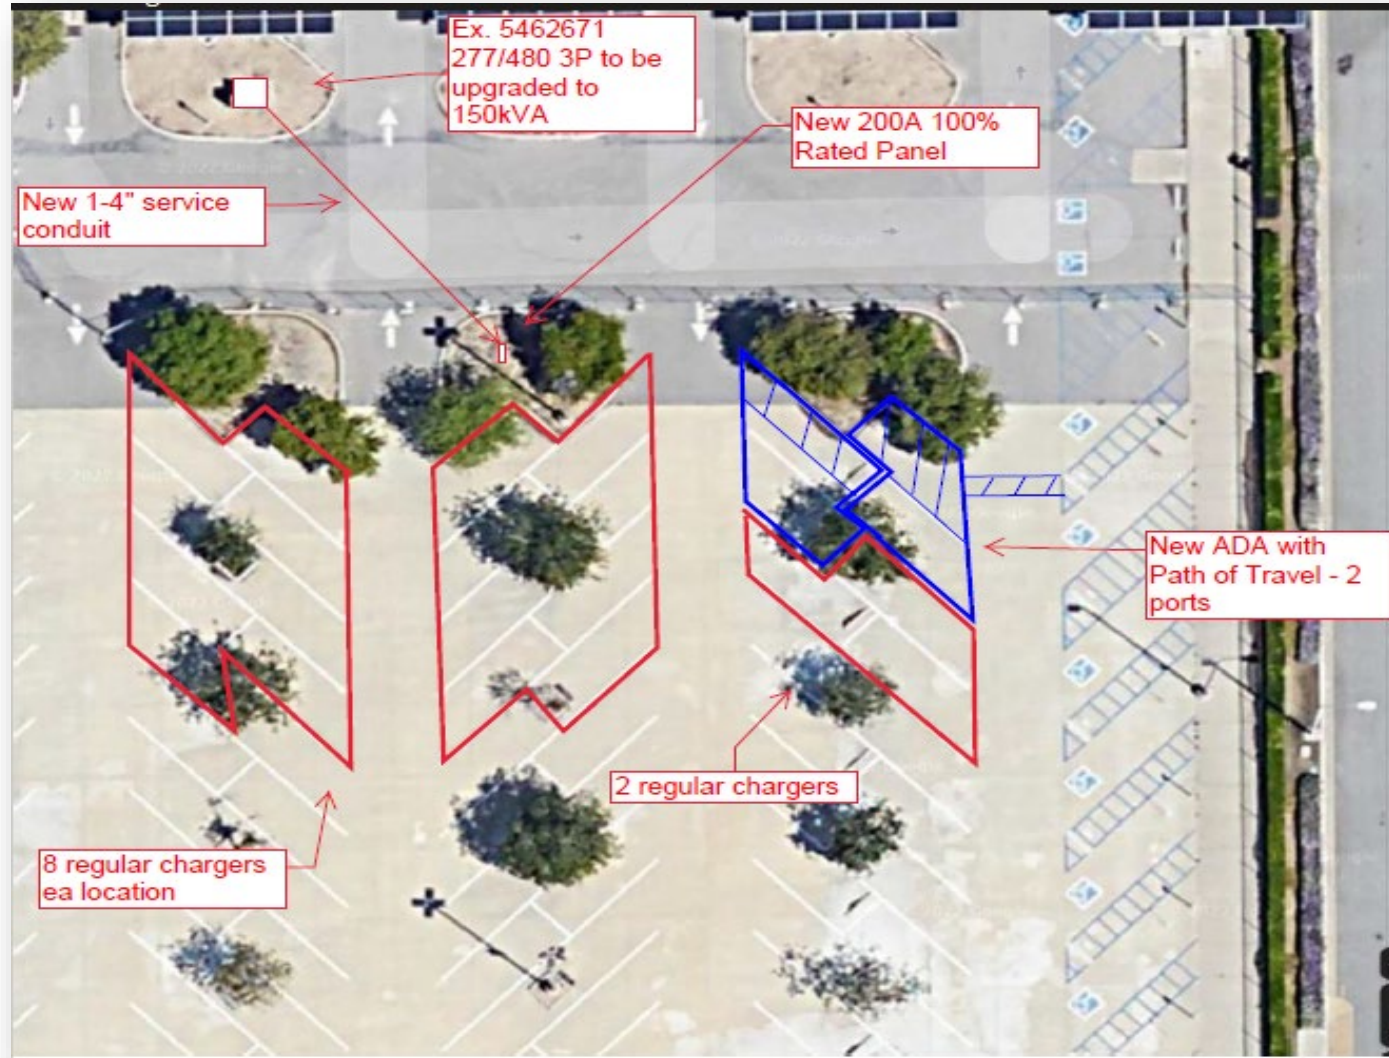 Ex. 5462671
277/480 3P to be
upgraded to
150kVA
New 200A 100%
Rated Panel
New 1-4" service
conduit
New ADA with
Path of Travel - 2
ports
2 regular chargers
8 regular chargers
ea location